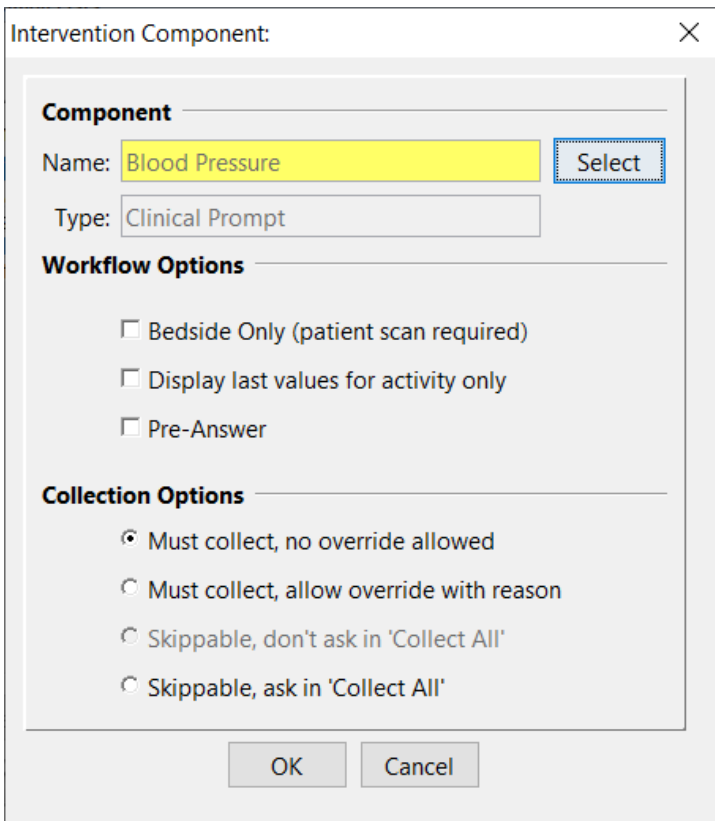 Intervention Component:
Component
Name: Blood Pressure Select
Type: Clinical Prompt
Workflow Options
Bedside Only (patient scan required)
Display last values for activity only
Pre-Answer
Collection Options
Must collect, no override allowed
Must collect, allow override with reason
Skippable, don't ask in 'Collect All'
Skippable, ask in 'Collect All'
OK Cancel